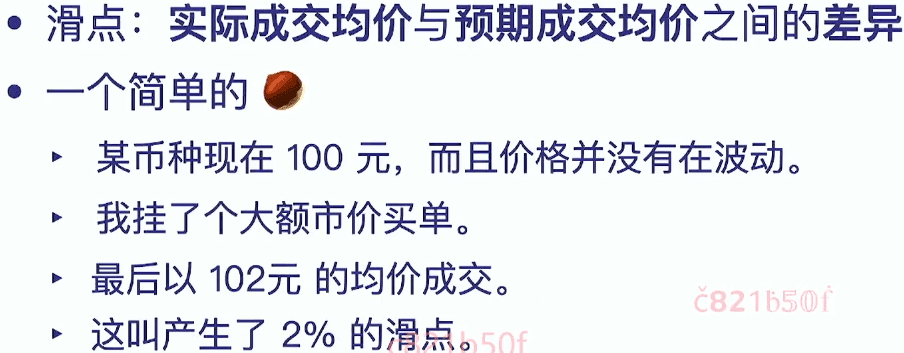 • 滑点：实际成交均价与预期成交均价之间的差异
• 一个简单的 🌰
‣ 某币种现在 100 元，而且价格并没有在波动。
‣ 我挂了个大额市价买单。
‣ 最后以 102元 的均价成交。
č821b50f
‣ 这叫产生了 2% 的滑点。
č821b50f